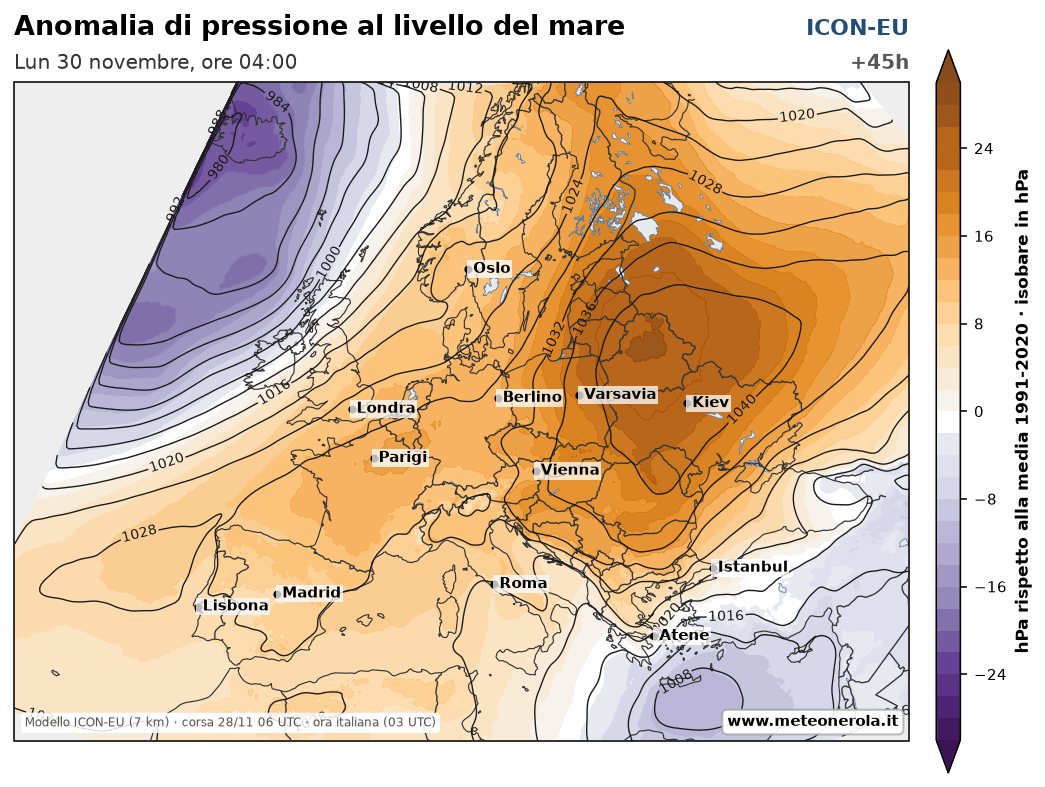 Anomalia di pressione al livello del mare
ICON-EU
Lun 30 novembre, ore 04:00
+45h
984
988
980
992
1008
1012
1020
1024
1028
1000
Oslo
1036
1032
1016
Londra
Berlino
Varsavia
Kiev
1040
Parigi
Vienna
1020
1028
Istanbul
Roma
Madrid
Lisbona
1020
1016
Atene
1008
Modello ICON-EU (7 km) · corsa 28/11 06 UTC · ora italiana (03 UTC)
www.meteonerola.it
24
16
8
0
−8
−16
−24
hPa rispetto alla media 1991-2020 · isobare in hPa